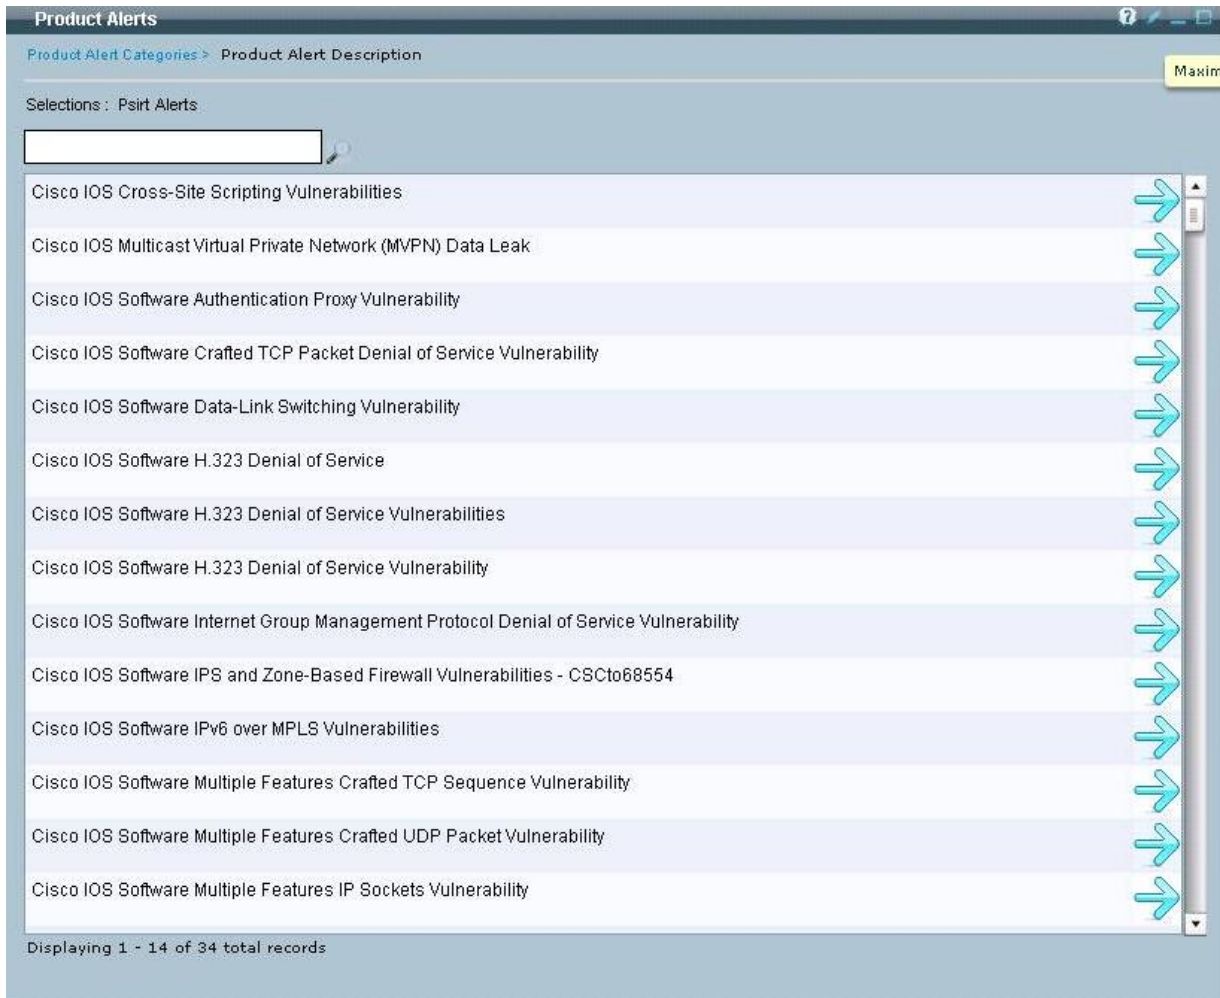 Product Alerts
?
Product Alert Categories > Product Alert Description
Maxim
Selections : Psirt Alerts
Cisco IOS Cross-Site Scripting Vulnerabilities
Cisco IOS Multicast Virtual Private Network (MVPN) Data Leak
Cisco IOS Software Authentication Proxy Vulnerability
Cisco IOS Software Crafted TCP Packet Denial of Service Vulnerability
Cisco IOS Software Data-Link Switching Vulnerability
Cisco IOS Software H.323 Denial of Service
Cisco IOS Software H.323 Denial of Service Vulnerabilities
Cisco IOS Software H.323 Denial of Service Vulnerability
Cisco IOS Software Internet Group Management Protocol Denial of Service Vulnerability
Cisco IOS Software IPS and Zone-Based Firewall Vulnerabilities - CSCto68554
Cisco IOS Software IPv6 over MPLS Vulnerabilities
Cisco IOS Software Multiple Features Crafted TCP Sequence Vulnerability
Cisco IOS Software Multiple Features Crafted UDP Packet Vulnerability
Cisco IOS Software Multiple Features IP Sockets Vulnerability
Displaying 1 - 14 of 34 total records